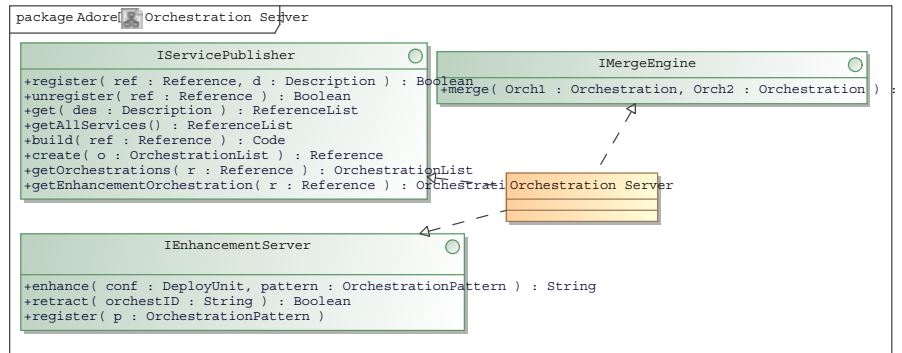 package Adore[ Orchestration Server
IServicePublisher
+register( ref : Reference, d : Description ) : Boolean
+unregister( ref : Reference ) : Boolean
+get( des : Description ) : ReferenceList
+getAllServices() : ReferenceList
+build( ref : Reference ) : Code
+create( o : OrchestrationList ) : Reference
+getOrchestrations( r : Reference ) : OrchestrationList
+getEnhancementOrchestration( r : Reference ) : Orchestrati
IMergeEngine
+merge( Orch1 : Orchestration, Orch2 : Orchestration ) :
Orchestration Server
IEnhancementServer
+enhance( conf : DeployUnit, pattern : OrchestrationPattern ) : String
+retract( orchestID : String ) : Boolean
+register( p : OrchestrationPattern )